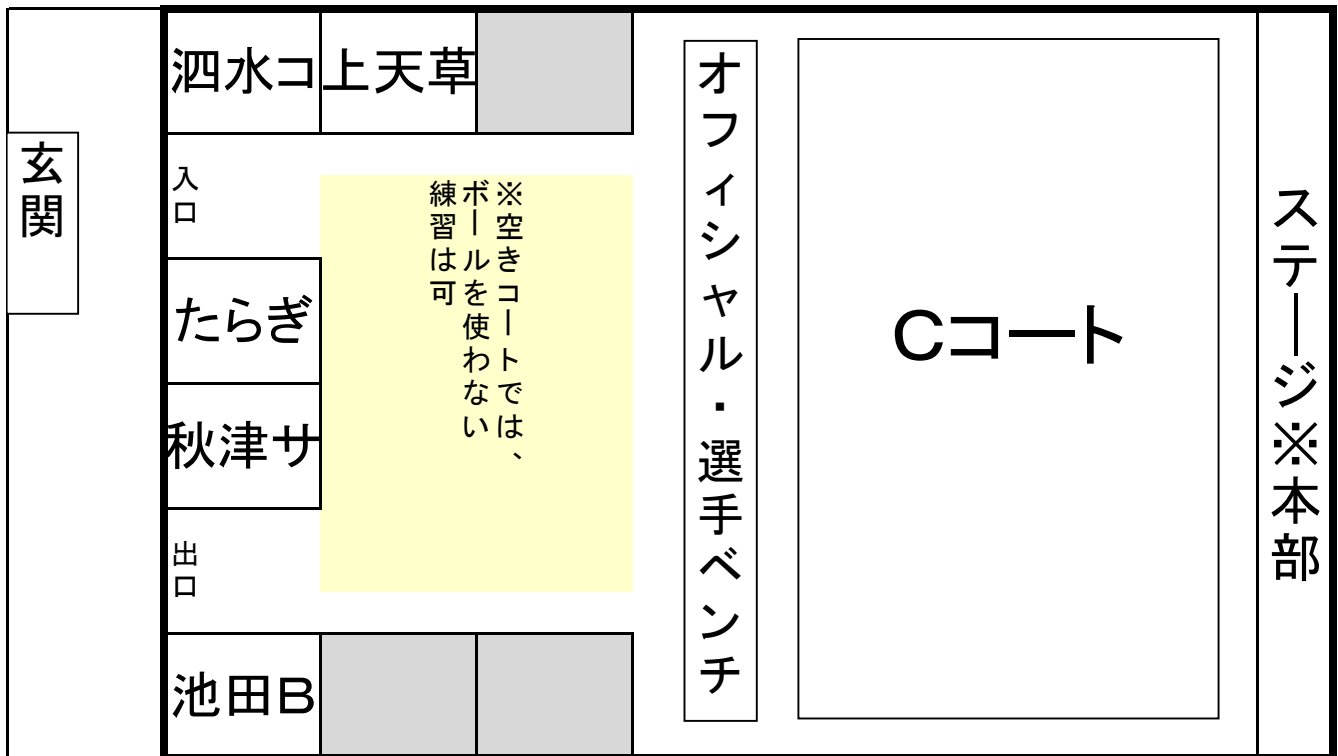 泗水コ
上天草
玄関
入口
※空きコートでは、
ボールを使わない
練習は可
たらぎ
秋津サ
出口
池田B
オフィシャル・選手ベンチ
Cコート
ステージ※本部